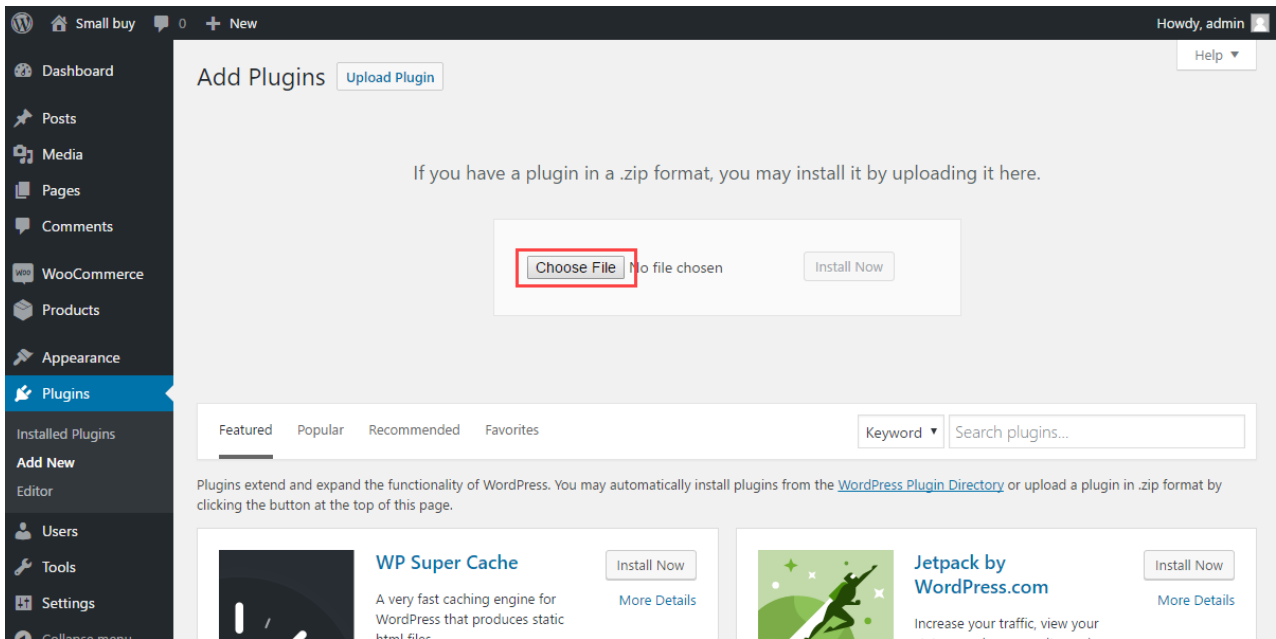 Small buy 0 New Howdy, admin
Help
Dashboard
Add Plugins Upload Plugin
Posts
Media
Pages
Comments
WooCommerce
Products
Appearance
Plugins
Installed Plugins
Add New
Editor
Users
Tools
Settings
Collapse menu
If you have a plugin in a .zip format, you may install it by uploading it here.
Choose File No file chosen Install Now
Featured Popular Recommended Favorites Keyword Search plugins...
Plugins extend and expand the functionality of WordPress. You may automatically install plugins from the WordPress Plugin Directory or upload a plugin in .zip format by
clicking the button at the top of this page.
WP Super Cache
Install Now
More Details
A very fast caching engine for
WordPress that produces static
html files.
Jetpack by
WordPress.com
Install Now
More Details
Increase your traffic, view your